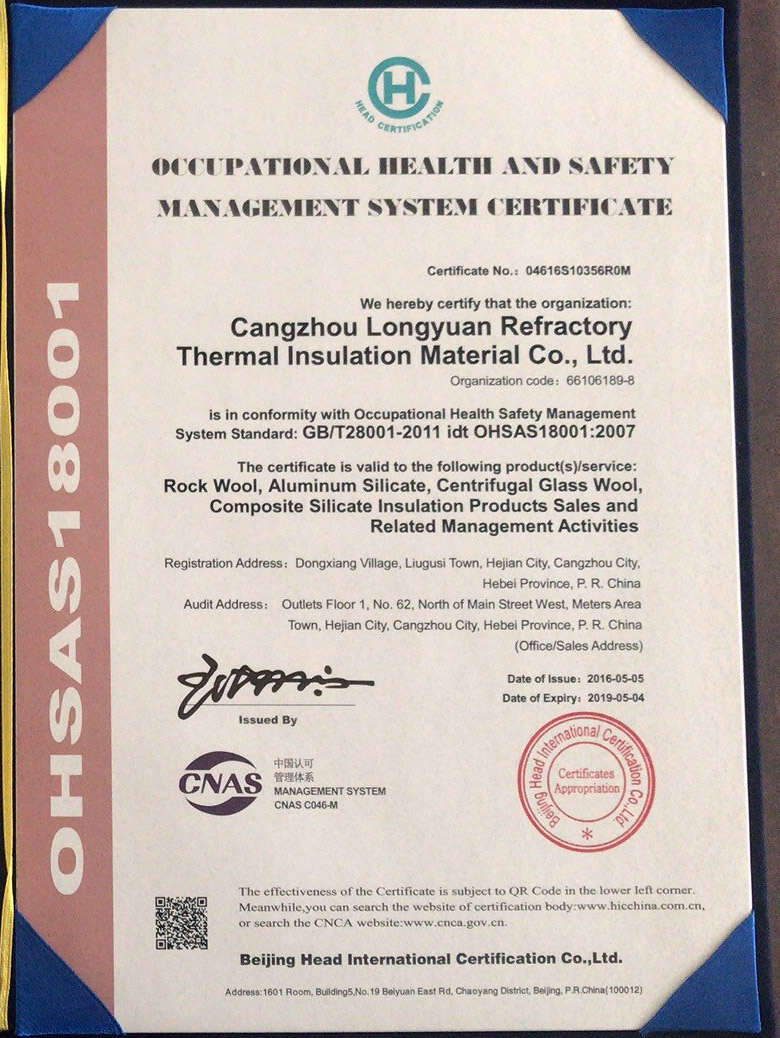 HC
HEAD CERTIFICATION
OCCUPATIONAL HEALTH AND SAFETY
MANAGEMENT SYSTEM CERTIFICATE
Certificate No.: 04616S10356R0M
We hereby certify that the organization:
Cangzhou Longyuan Refractory
Thermal Insulation Material Co., Ltd.
Organization code: 66106189-8
is in conformity with Occupational Health Safety Management
System Standard: GB/T28001-2011 idt OHSAS18001:2007
The certificate is valid to the following product(s)/service:
Rock Wool, Aluminum Silicate, Centrifugal Glass Wool,
Composite Silicate Insulation Products Sales and
Related Management Activities
Registration Address: Dongxiang Village, Liugusi Town, Hejian City, Cangzhou City,
Hebei Province, P. R. China
Audit Address: Outlets Floor 1, No. 62, North of Main Street West, Meters Area
Town, Hejian City, Cangzhou City, Hebei Province, P. R. China
(Office/Sales Address)
Date of Issue: 2016-05-05
Date of Expiry: 2019-05-04
Issued By
CNAS
中国认可
管理体系
MANAGEMENT SYSTEM
CNAS C046-M
Beijing Head International Certification Co.,Ltd
Certificates
Appropriation
*
The effectiveness of the Certificate is subject to QR Code in the lower left corner.
Meanwhile,you can search the website of certification body:www.hicchina.com.cn,
or search the CNCA website:www.cnca.gov.cn.
Beijing Head International Certification Co.,Ltd.
Address:1601 Room, Building5,No.19 Beiyuan East Rd, Chaoyang District, Beijing, P.R.China(100012)
OHSAS18001